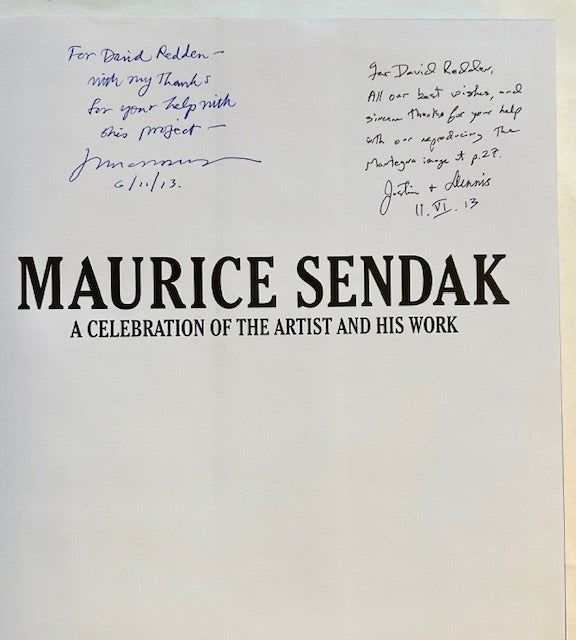 For David Redden –
with my Thanks
for your help with
this project –
6/11/13.
For David Redden,
All our best wishes, and
sincere thanks for your help
with our reproducing the
Mantegna image + p.27.
Justin + Dennis
11.VI.13
MAURICE SENDAK
A CELEBRATION OF THE ARTIST AND HIS WORK